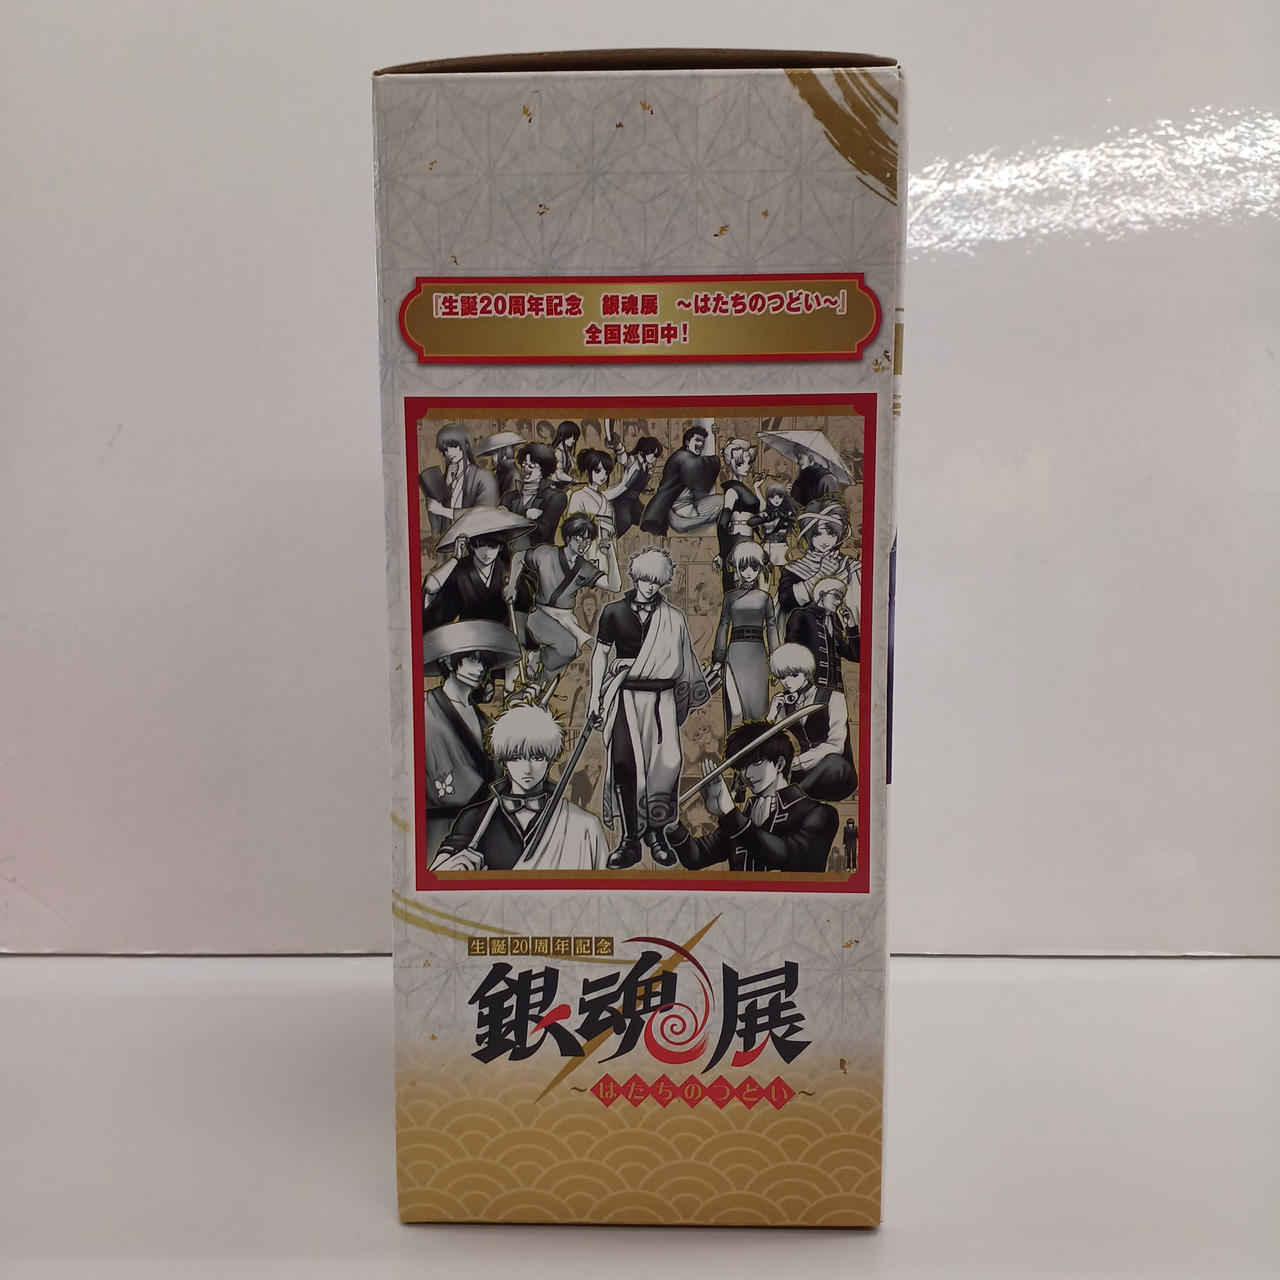 『生誕20周年記念　銀魂展　～はたちのつどい～』
全国巡回中！
生誕20周年記念
銀魂展
～はたちのつどい～